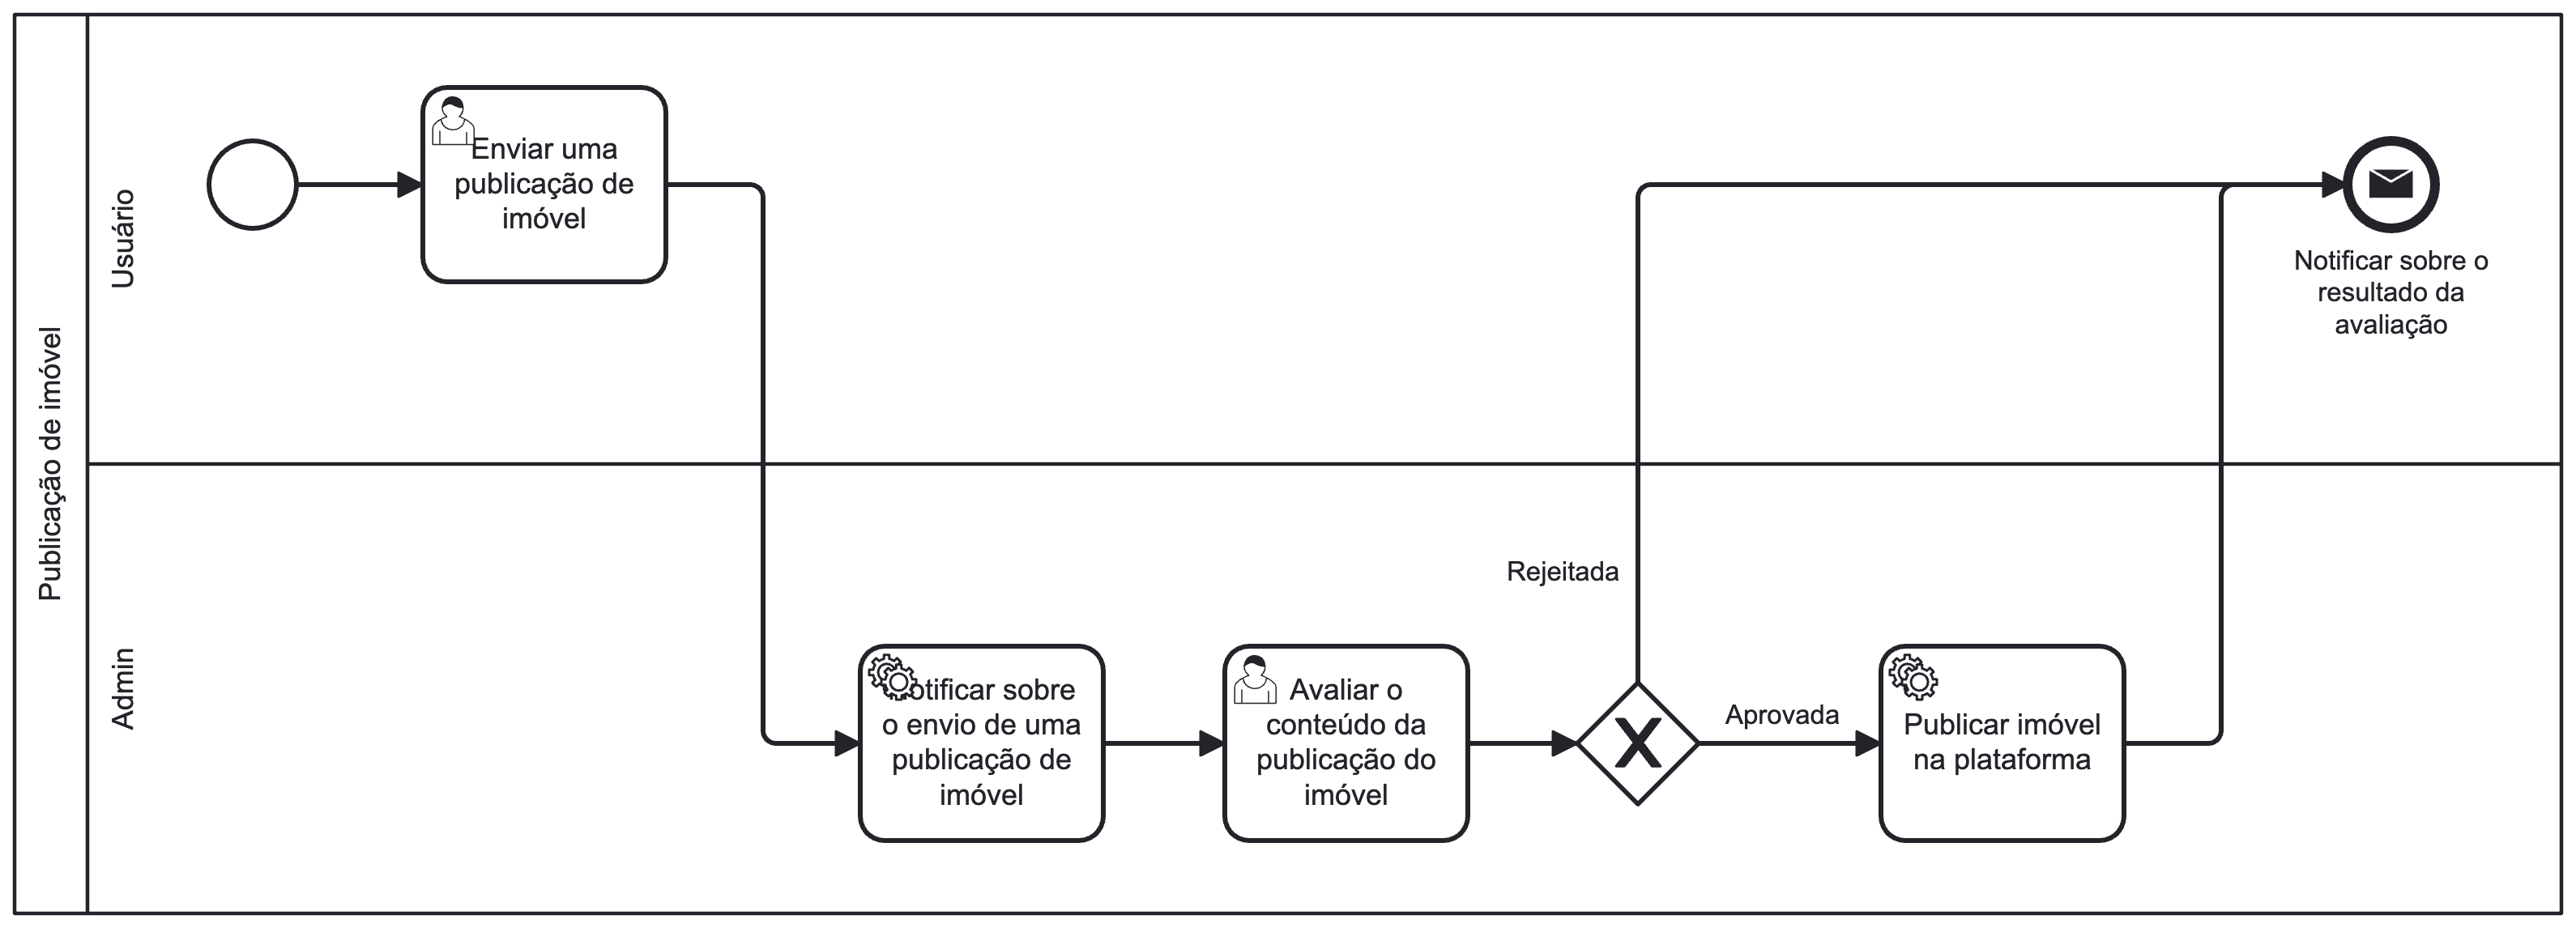 Publicação de imóvel
Usuário
Enviar uma
publicação de
imóvel
Notificar sobre o
resultado da
avaliação
Admin
otificar sobre
o envio de uma
publicação de
imóvel
Avaliar o
conteúdo da
publicação do
imóvel
Rejeitada
Aprovada
Publicar imóvel
na plataforma